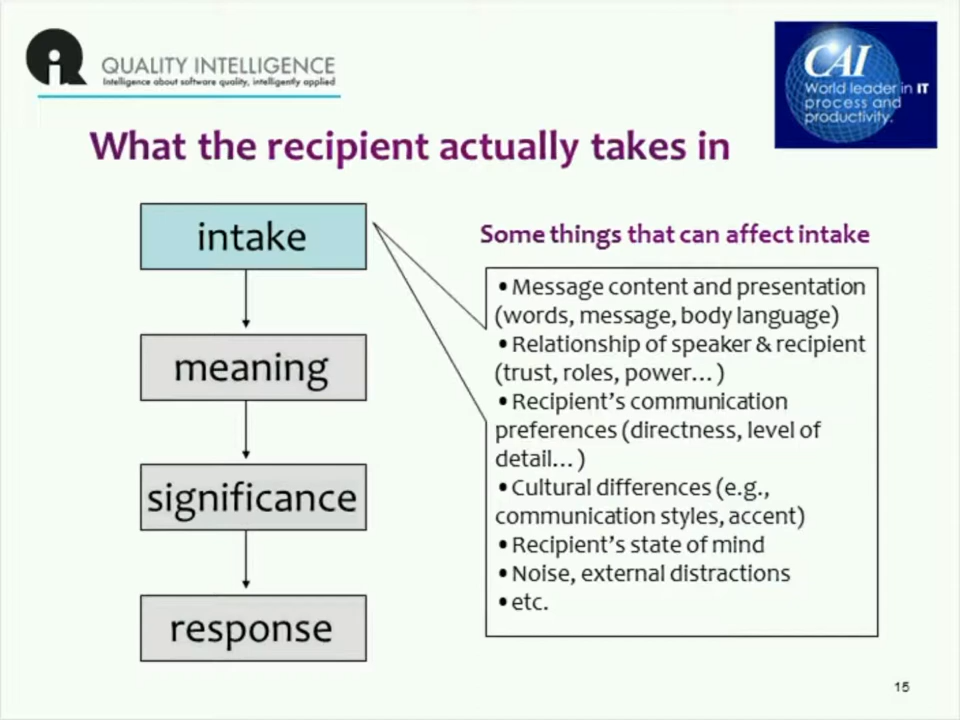 QUALITY INTELLIGENCE
Intelligence about software quality, intelligently applied
CAI
World leader in IT
process and
productivity.
What the recipient actually takes in
intake
meaning
significance
response
Some things that can affect intake
•Message content and presentation
(words, message, body language)
•Relationship of speaker & recipient
(trust, roles, power…)
•Recipient's communication
preferences (directness, level of
detail…)
•Cultural differences (e.g.,
communication styles, accent)
•Recipient's state of mind
•Noise, external distractions
•etc.
15